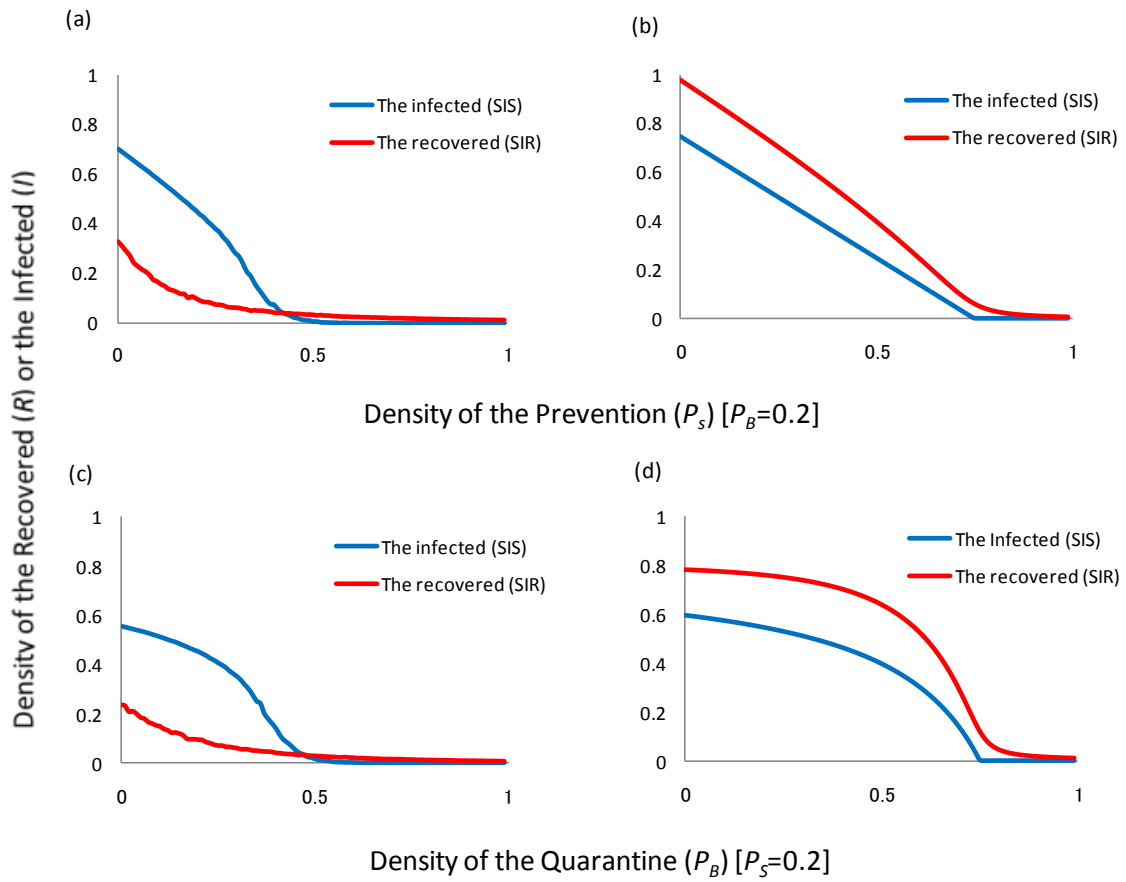 (a)
1
0.8
0.6
0.4
0.2
0
0
0.5
1
The infected (SIS)
The recovered (SIR)
(b)
1
0.8
0.6
0.4
0.2
0
0
0.5
1
The infected (SIS)
The recovered (SIR)
Density of the Prevention (Ps) [PB=0.2]
(c)
1
0.8
0.6
0.4
0.2
0
0
0.5
1
The infected (SIS)
The recovered (SIR)
(d)
1
0.8
0.6
0.4
0.2
0
0
0.5
1
The Infected (SIS)
The recovered (SIR)
Density of the Quarantine (PB) [PS=0.2]
Density of the Recovered (R) or the Infected (I)